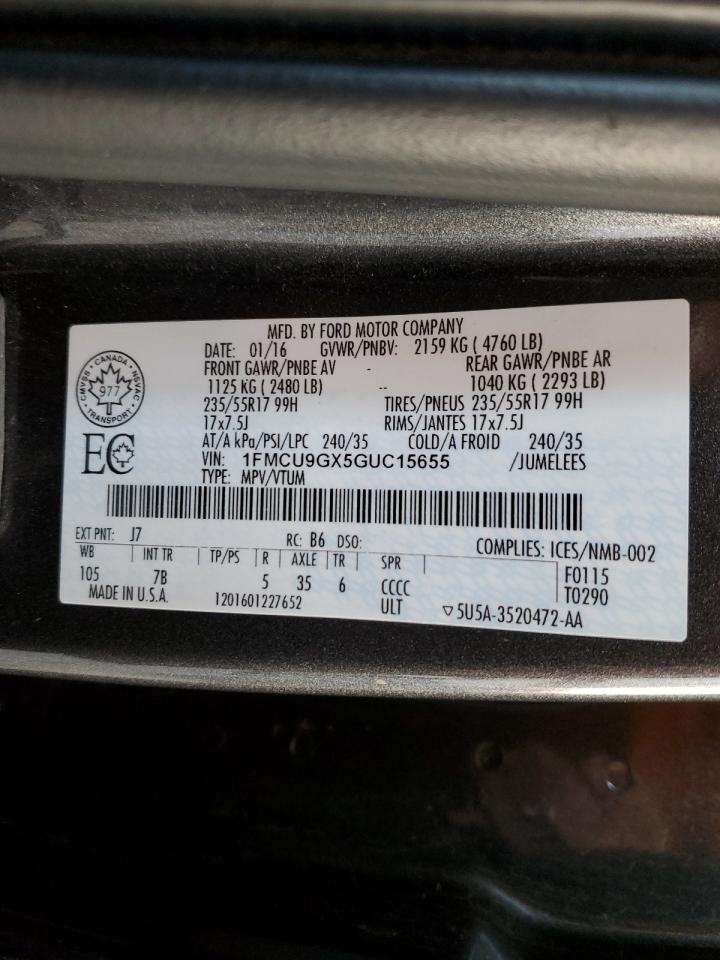 MFD. BY FORD MOTOR COMPANY
DATE: 01/16 GVWR/PNBV: 2159 KG ( 4760 LB)
FRONT GAWR/PNBE AV - REAR GAWR/PNBE AR
1125 KG ( 2480 LB) -- 1040 KG ( 2293 LB)
235/55R17 99H TIRES/PNEUS 235/55R17 99H
17x7.5J RIMS/JANTES 17x7.5J
AT/A kPa/PSI/LPC 240/35 COLD/A FROID 240/35
VIN: 1FMCU9GX5GUC15655 /JUMELEES
TYPE: MPV/VTUM
CANADA
CMVSS NSVAC
977
TRANSPORT
EC
EXT PNT: J7 RC: B6 DSO: COMPLIES: ICES/NMB-002
WB INT TR TP/PS R AXLE TR SPR F0115
105 7B 5 35 6 CCCC T0290
MADE IN U.S.A. 1201601227652 ULT ▽5U5A-3520472-AA